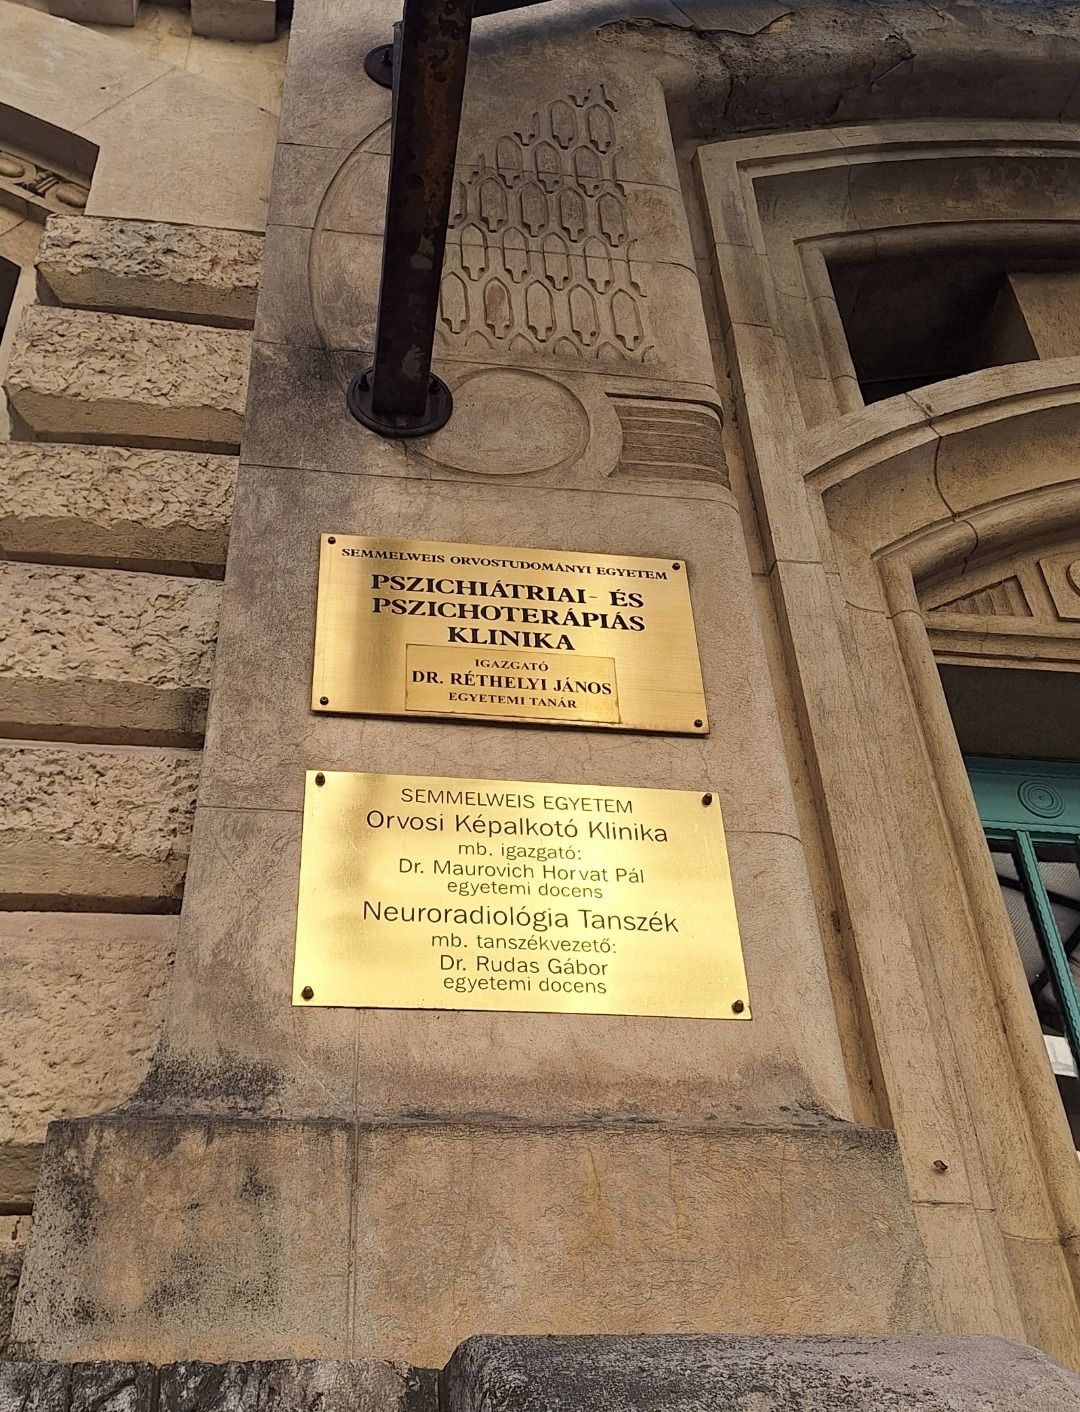 SEMMELWEIS ORVOSTUDOMÁNYI EGYETEM
PSZICHIÁTRIAI- ÉS
PSZICHOTERÁPIÁS
KLINIKA
IGAZGATÓ
DR. RÉTHELYI JÁNOS
EGYETEMI TANÁR
SEMMELWEIS EGYETEM
Orvosi Képalkotó Klinika
mb. igazgató:
Dr. Maurovich Horvat Pál
egyetemi docens
Neuroradiológia Tanszék
mb. tanszékvezető:
Dr. Rudas Gábor
egyetemi docens